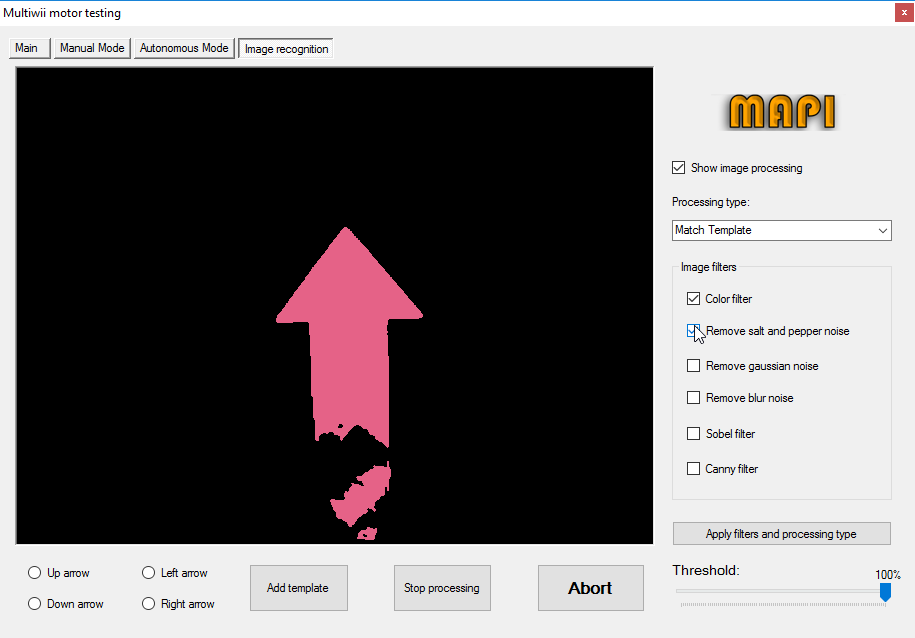 Multiwii motor testing
x
Main
Manual Mode
Autonomous Mode
Image recognition
MAPI
Show image processing
Processing type:
Match Template
Image filters
Color filter
Remove salt and pepper noise
Remove gaussian noise
Remove blur noise
Sobel filter
Canny filter
Apply filters and processing type
Threshold:
100%
Up arrow
Left arrow
Down arrow
Right arrow
Add template
Stop processing
Abort